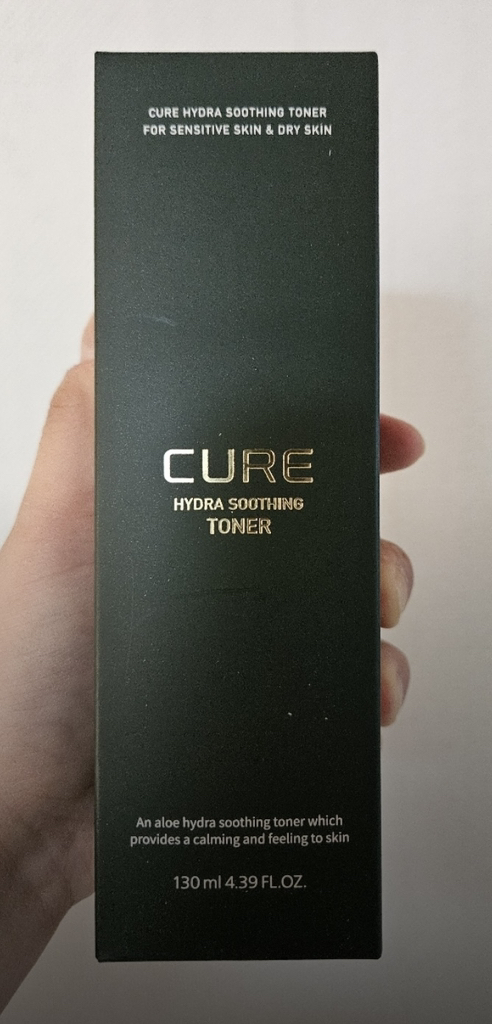 CURE HYDRA SOOTHING TONER
FOR SENSITIVE SKIN & DRY SKIN
CURE
HYDRA SOOTHING
TONER
An aloe hydra soothing toner which
provides a calming and feeling to skin
130 ml 4.39 FL.OZ.